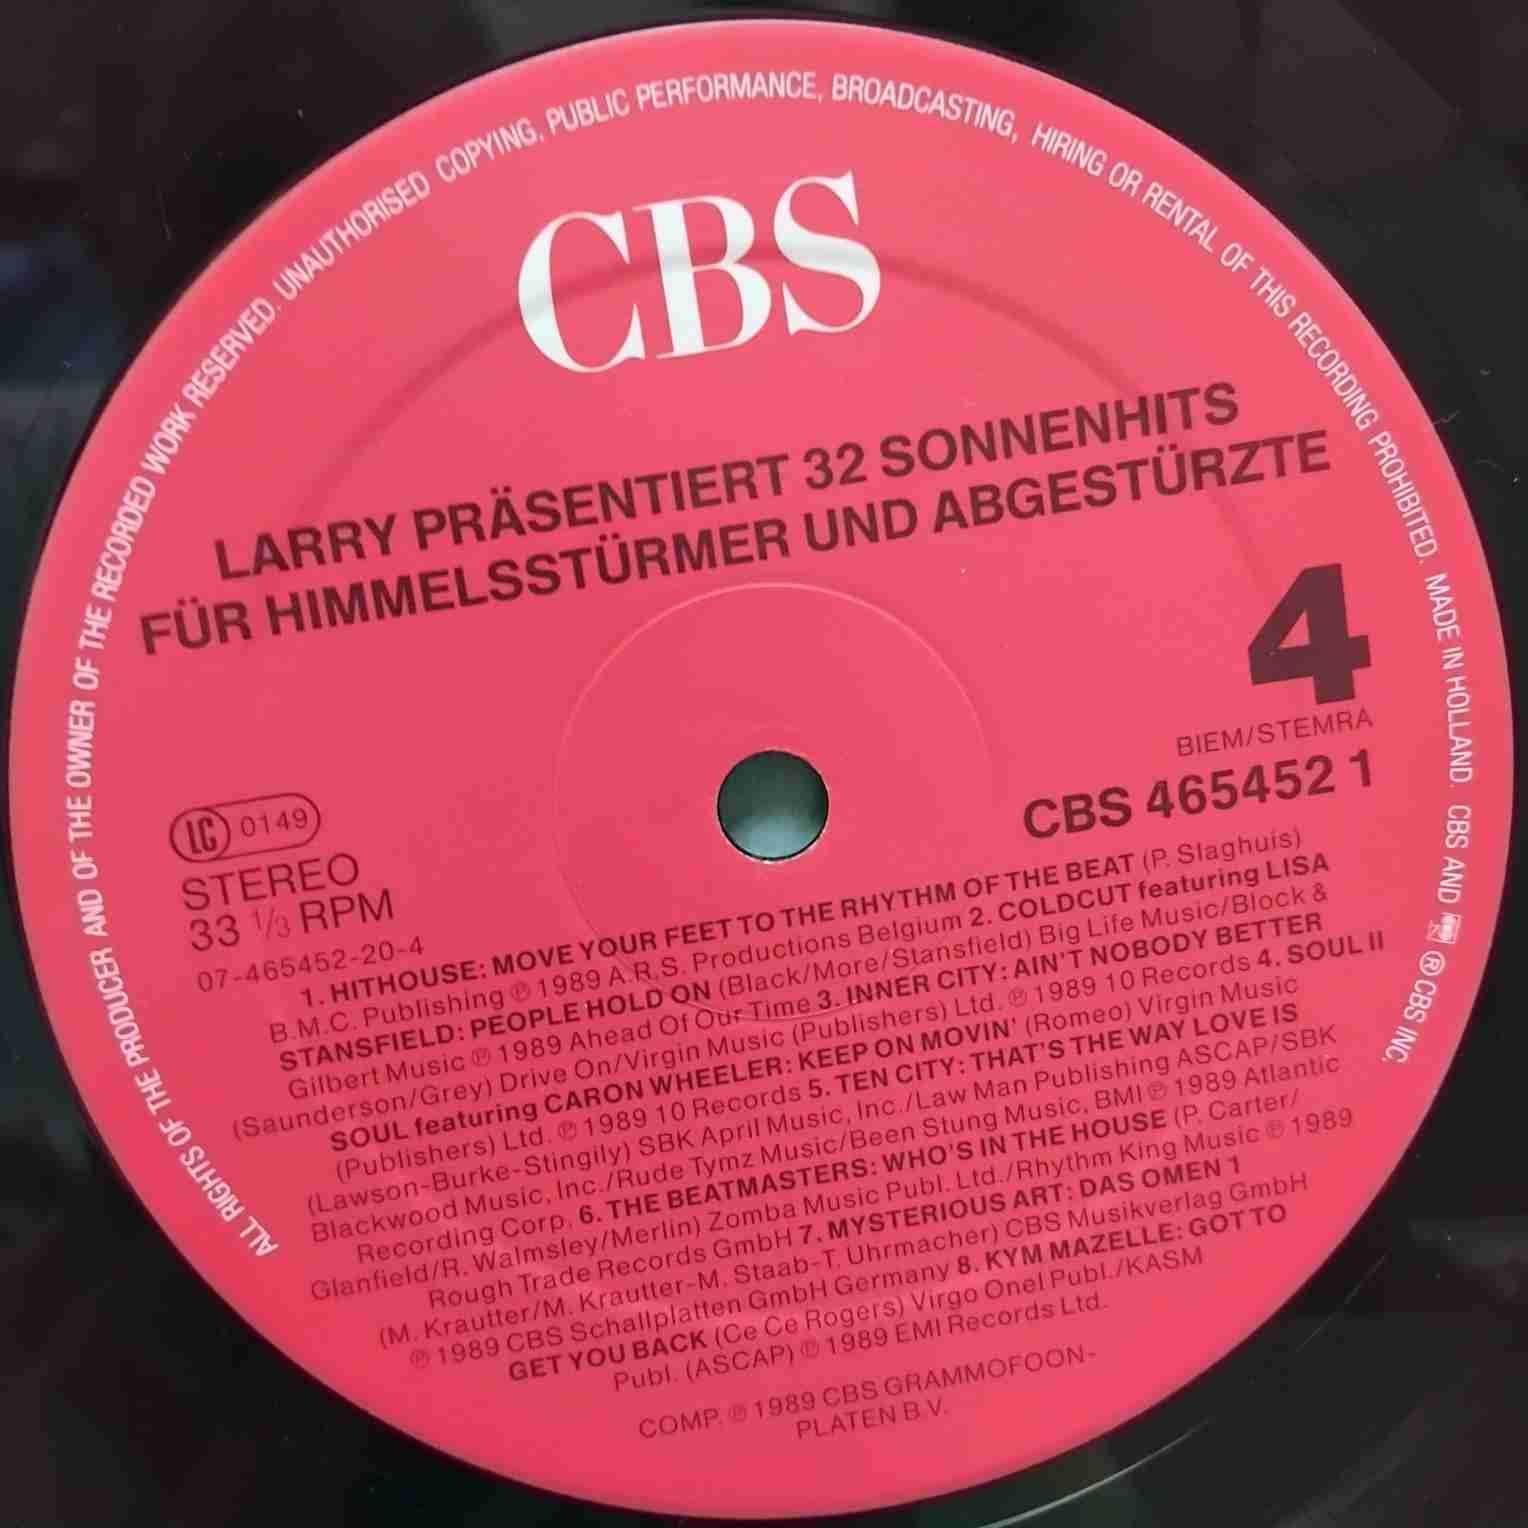 ALL RIGHTS OF THE PRODUCER AND OF THE OWNER OF THE RECORDED WORK RESERVED. UNAUTHORISED COPYING, PUBLIC PERFORMANCE, BROADCASTING, HIRING OR RENTAL OF THIS RECORDING PROHIBITED. MADE IN HOLLAND. CBS AND ® CBS INC.
CBS
LARRY PRÄSENTIERT 32 SONNENHITS
FÜR HIMMELSSTÜRMER UND ABGESTÜRZTE
4
BIEM/STEMRA
CBS 465452 1
LC 0149
STEREO
33 1/3 RPM
07-465452-20-4
1. HITHOUSE: MOVE YOUR FEET TO THE RHYTHM OF THE BEAT (P. Slaghuis)
B.M.C. Publishing ℗ 1989 A.R.S. Productions Belgium 2. COLDCUT featuring LISA
STANSFIELD: PEOPLE HOLD ON (Black/More/Stansfield) Big Life Music/Block &
Gilbert Music ℗ 1989 Ahead Of Our Time 3. INNER CITY: AIN'T NOBODY BETTER
(Saunderson/Grey) Drive On/Virgin Music (Publishers) Ltd. ℗ 1989 10 Records 4. SOUL II
SOUL featuring CARON WHEELER: KEEP ON MOVIN' (Romeo) Virgin Music
(Publishers) Ltd. ℗ 1989 10 Records 5. TEN CITY: THAT'S THE WAY LOVE IS
(Lawson-Burke-Stingily) SBK April Music, Inc./Law Man Publishing ASCAP/SBK
Blackwood Music, Inc./Rude Tymz Music/Been Stung Music, BMI ℗ 1989 Atlantic
Recording Corp. 6. THE BEATMASTERS: WHO'S IN THE HOUSE (P. Carter/
Glanfield/R. Walmsley/Merlin) Zomba Music Publ. Ltd./Rhythm King Music ℗ 1989
Rough Trade Records GmbH 7. MYSTERIOUS ART: DAS OMEN 1
(M. Krautter/M. Krautter-M. Staab-T. Uhrmacher) CBS Musikverlag GmbH
℗ 1989 CBS Schallplatten GmbH Germany 8. KYM MAZELLE: GOT TO
GET YOU BACK (Ce Ce Rogers) Virgo Onel Publ./KASM
Publ. (ASCAP) ℗ 1989 EMI Records Ltd.
COMP. ℗ 1989 CBS GRAMMOFOON-
PLATEN B.V.